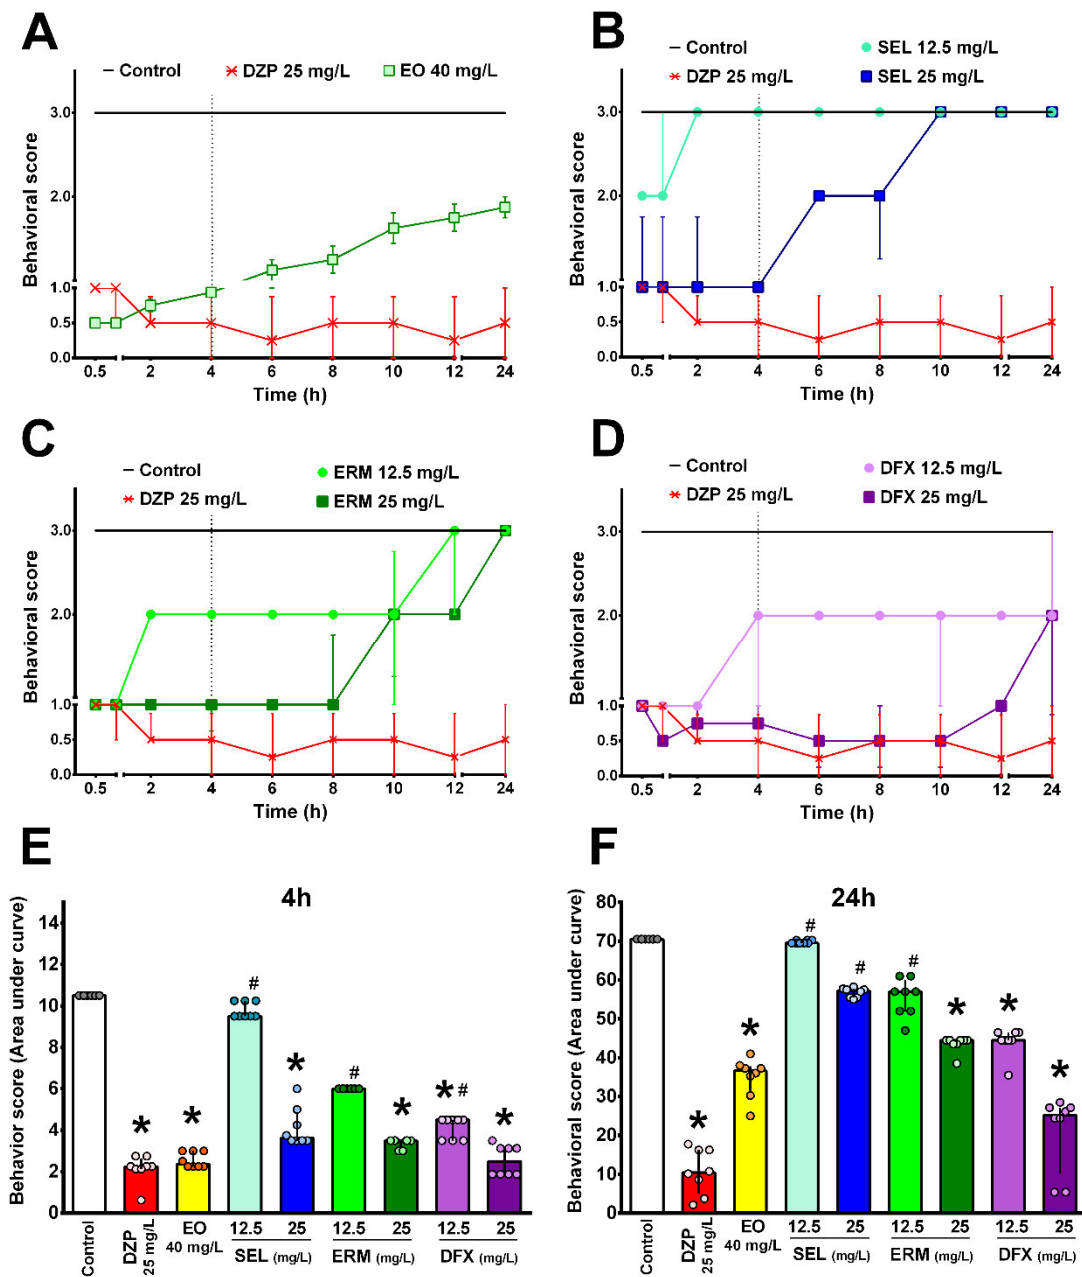 A
– Control DZP 25 mg/L EO 40 mg/L
Behavioral score
3.0
2.0
1.0
0.5
0.0
0.5 2 4 6 8 10 12 24
Time (h)
B
– Control SEL 12.5 mg/L
DZP 25 mg/L SEL 25 mg/L
Behavioral score
3.0
2.0
1.0
0.5
0.0
0.5 2 4 6 8 10 12 24
Time (h)
C
– Control ERM 12.5 mg/L
DZP 25 mg/L ERM 25 mg/L
Behavioral score
3.0
2.0
1.0
0.5
0.0
0.5 2 4 6 8 10 12 24
Time (h)
D
– Control DFX 12.5 mg/L
DZP 25 mg/L DFX 25 mg/L
Behavioral score
3.0
2.0
1.0
0.5
0.0
0.5 2 4 6 8 10 12 24
Time (h)
E
4h
Behavior score (Area under curve)
14
12
10
8
6
4
2
0
* * # * # * * # *
Control
DZP
25 mg/L
EO
40 mg/L
12.5 25 12.5 25 12.5 25
SEL (mg/L) ERM (mg/L) DFX (mg/L)
F
24h
Behavioral score (Area under curve)
80
70
60
50
40
30
20
10
0
* * # # # * * *
Control
DZP
25 mg/L
EO
40 mg/L
12.5 25 12.5 25 12.5 25
SEL (mg/L) ERM (mg/L) DFX (mg/L)